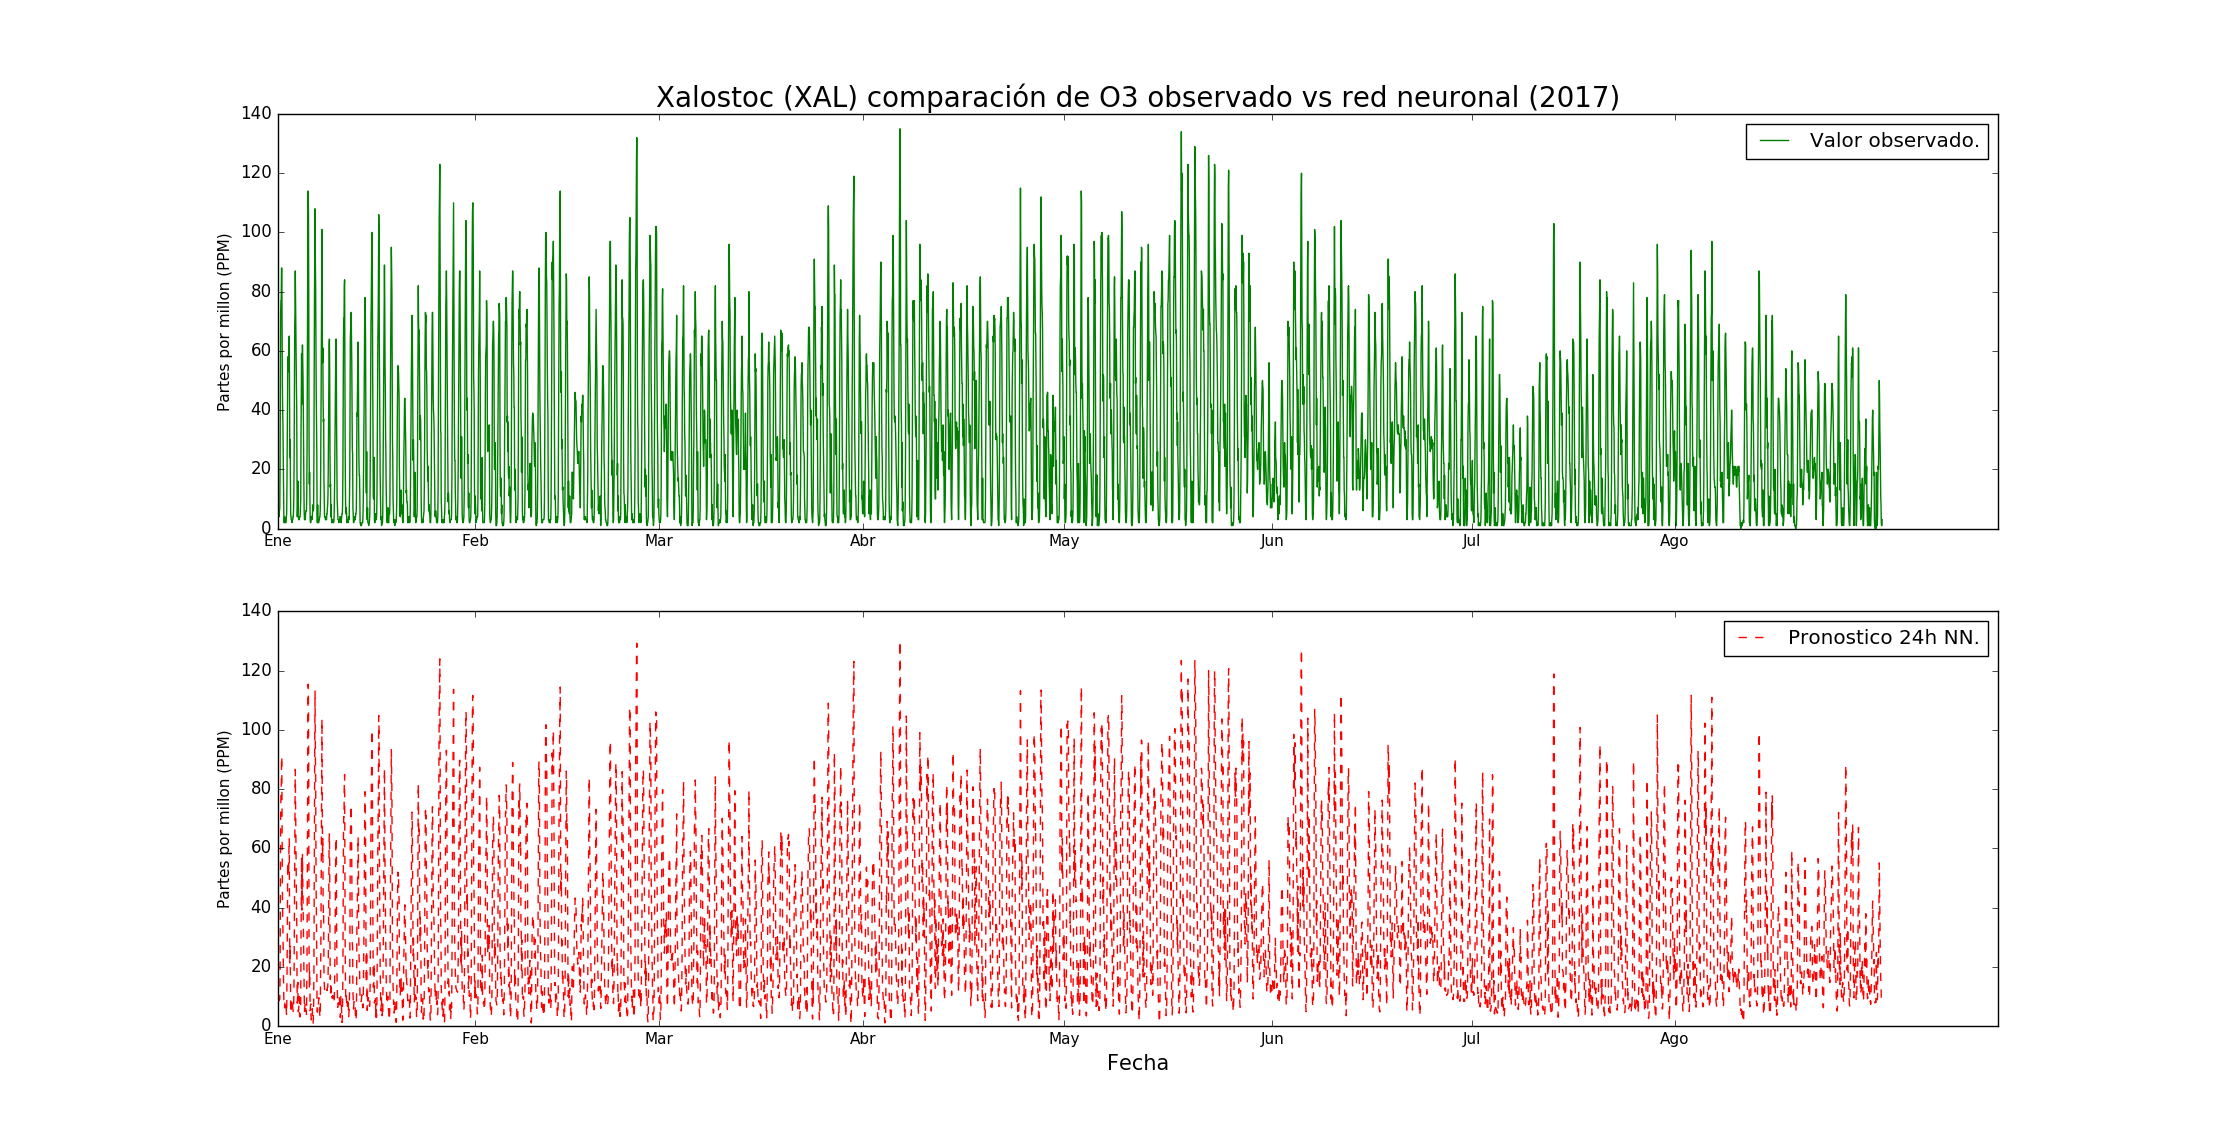 Xalostoc (XAL) comparación de O3 observado vs red neuronal (2017)
140
120
100
80
60
40
20
0
Partes por millon (PPM)
Valor observado.
Ene Feb Mar Abr May Jun Jul Ago
140
120
100
80
60
40
20
0
Partes por millon (PPM)
Pronostico 24h NN.
Ene Feb Mar Abr May Jun Jul Ago
Fecha